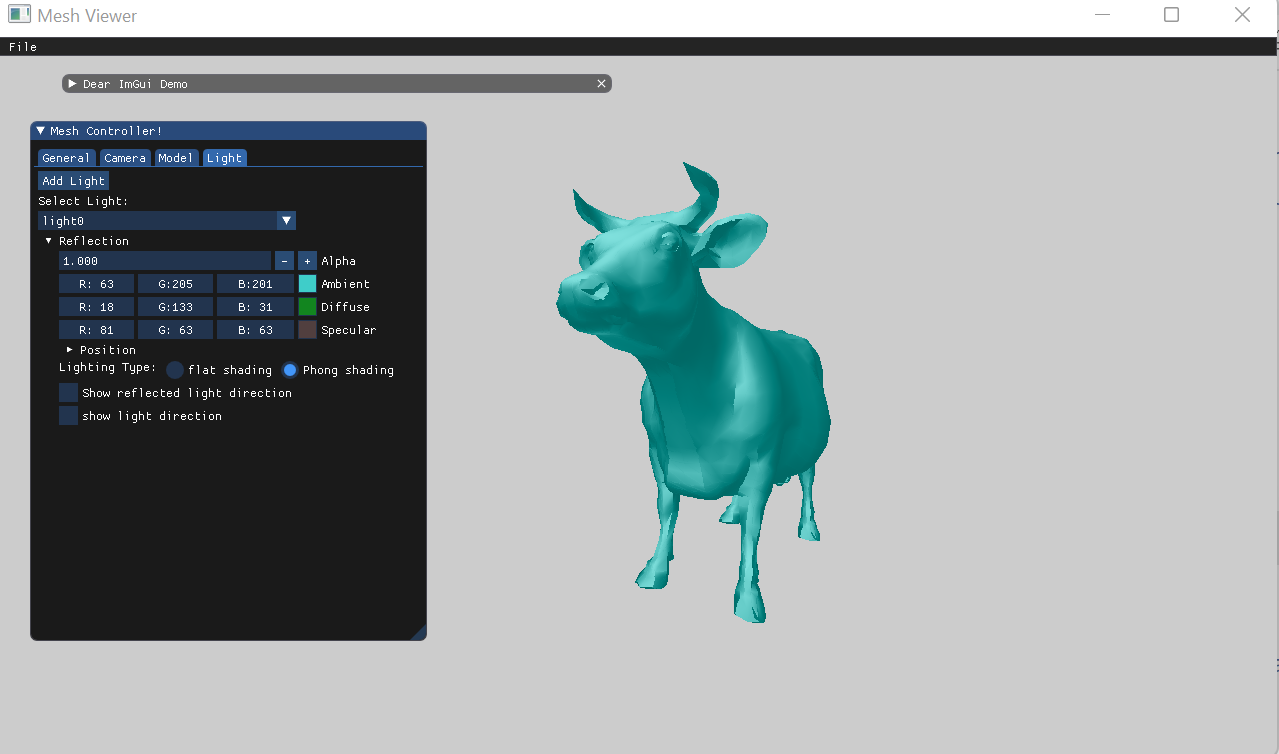 Mesh Viewer
File
Dear ImGui Demo
Mesh Controller!
General Camera Model Light
Add Light
Select Light:
light0
Reflection
1.000 - + Alpha
R: 63 G:205 B:201 Ambient
R: 18 G:133 B: 31 Diffuse
R: 81 G: 63 B: 63 Specular
Position
Lighting Type: flat shading Phong shading
Show reflected light direction
show light direction